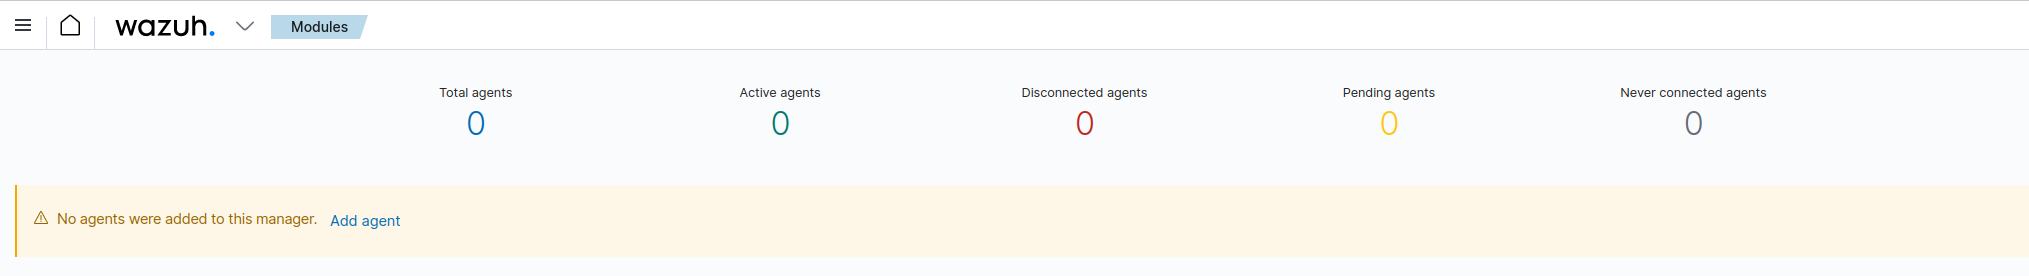 wazuh.
Modules
Total agents
0
Active agents
0
Disconnected agents
0
Pending agents
0
Never connected agents
0
No agents were added to this manager. Add agent